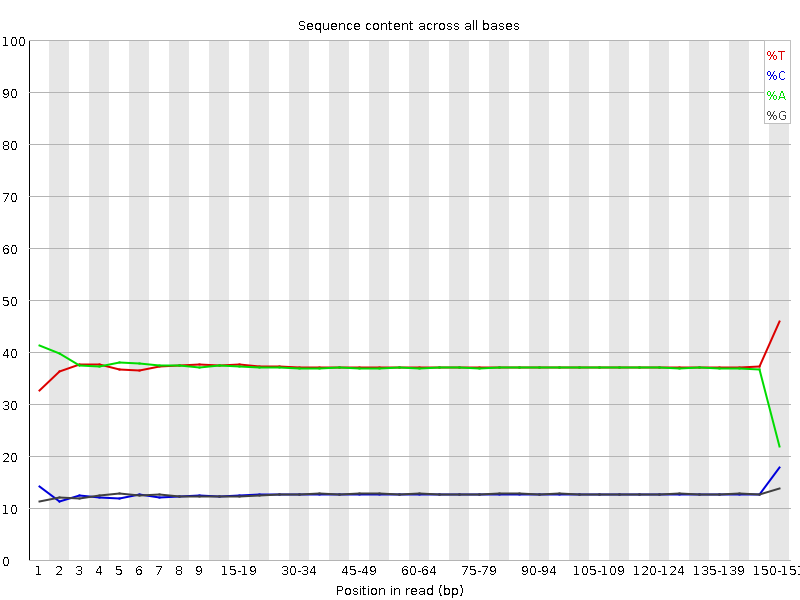 Sequence content across all bases
100
90
80
70
60
50
40
30
20
10
0
%T
%C
%A
%G
1 2 3 4 5 6 7 8 9 15-19 30-34 45-49 60-64 75-79 90-94 105-109 120-124 135-139 150-151
Position in read (bp)